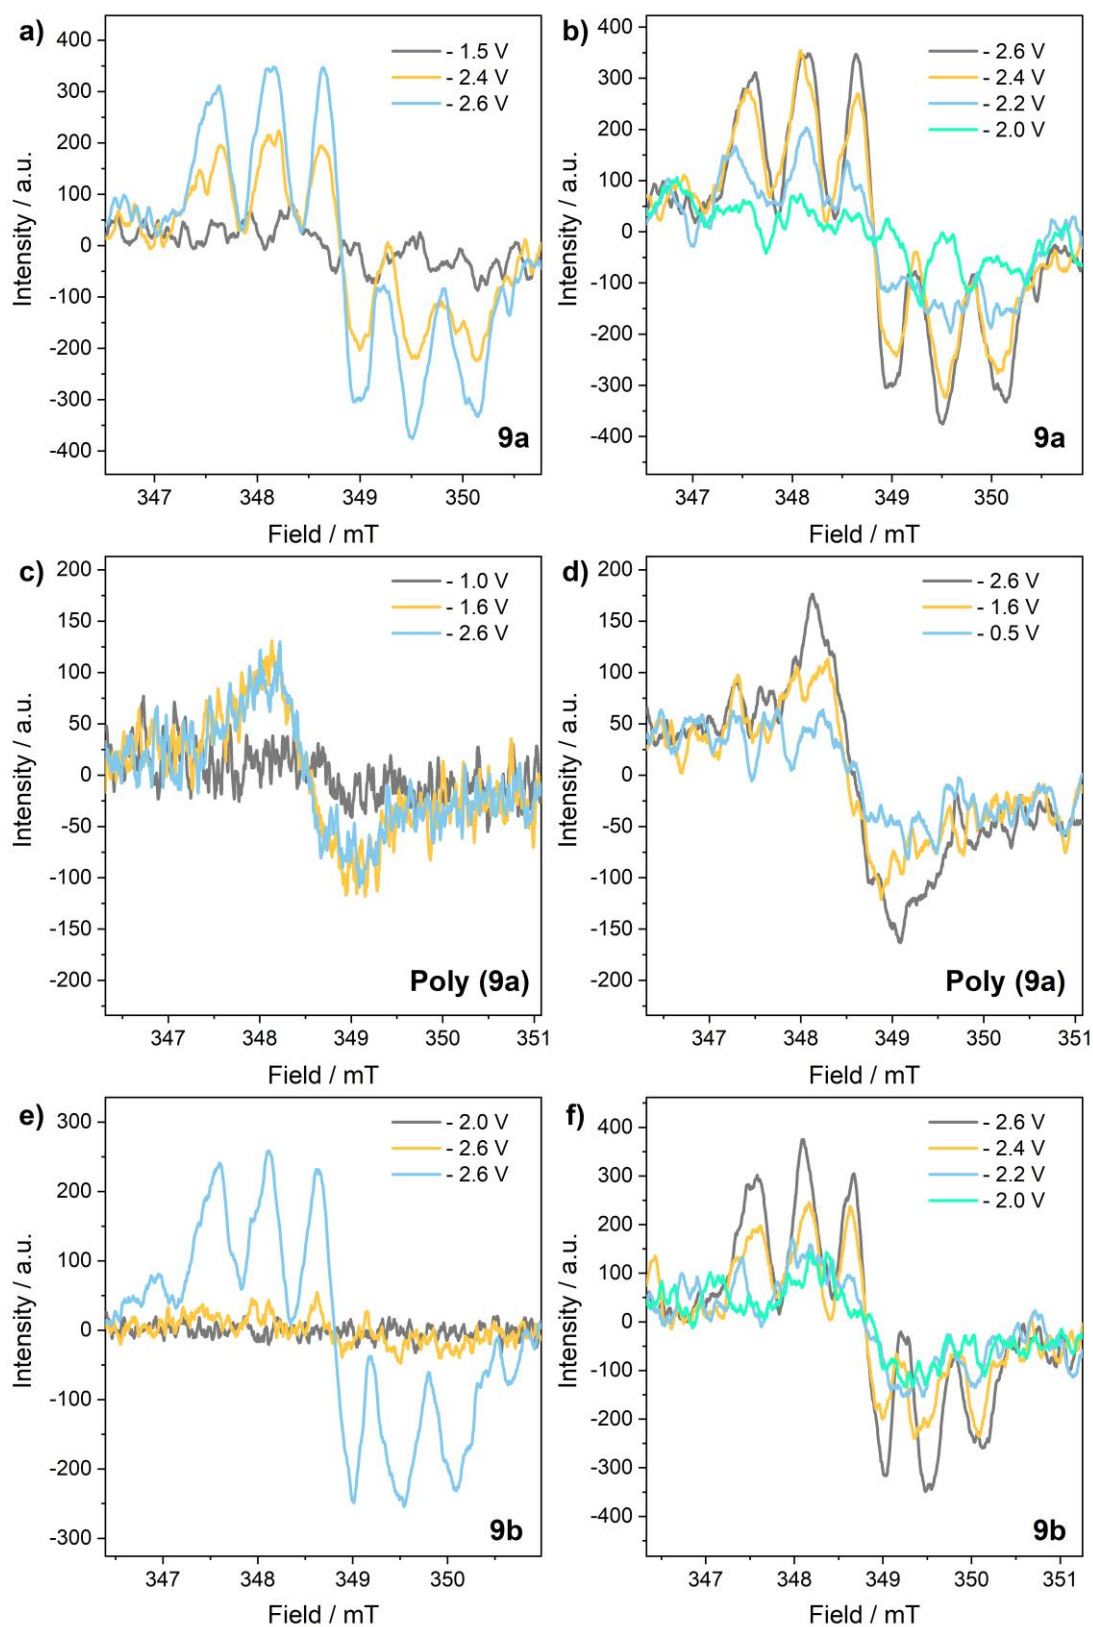 a)
- 1.5 V
- 2.4 V
- 2.6 V
400
300
200
100
0
-100
-200
-300
-400
Intensity / a.u.
9a
347 348 349 350
Field / mT
b)
- 2.6 V
- 2.4 V
- 2.2 V
- 2.0 V
400
300
200
100
0
-100
-200
-300
-400
Intensity / a.u.
9a
347 348 349 350
Field / mT
c)
- 1.0 V
- 1.6 V
- 2.6 V
200
150
100
50
0
-50
-100
-150
-200
Intensity / a.u.
Poly (9a)
347 348 349 350 351
Field / mT
d)
- 2.6 V
- 1.6 V
- 0.5 V
200
150
100
50
0
-50
-100
-150
-200
Intensity / a.u.
Poly (9a)
347 348 349 350 351
Field / mT
e)
- 2.0 V
- 2.6 V
- 2.6 V
300
200
100
0
-100
-200
-300
Intensity / a.u.
9b
347 348 349 350
Field / mT
f)
- 2.6 V
- 2.4 V
- 2.2 V
- 2.0 V
400
300
200
100
0
-100
-200
-300
-400
Intensity / a.u.
9b
347 348 349 350 351
Field / mT